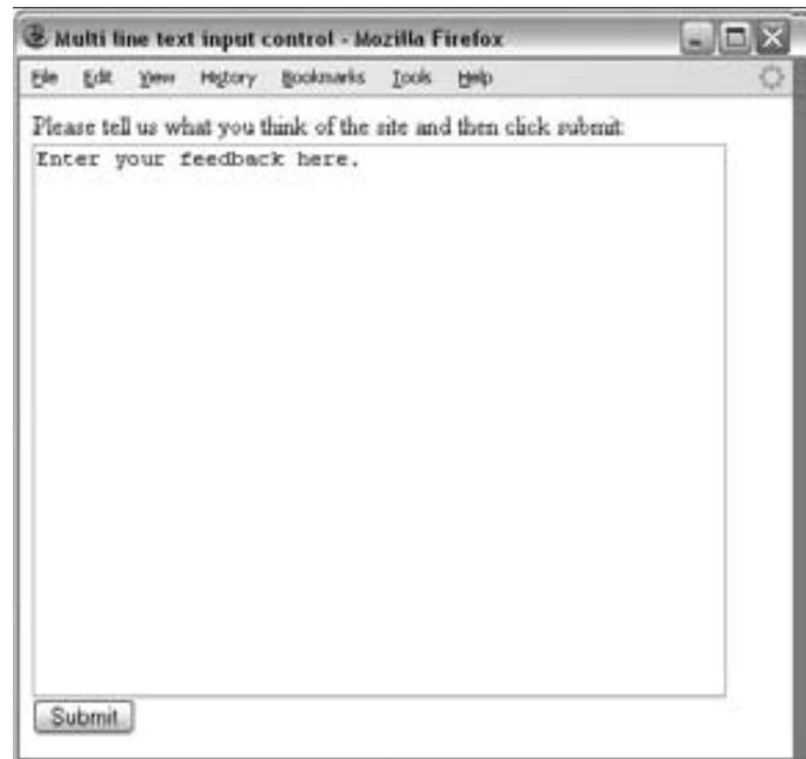 Multi line text input control - Mozilla Firefox
File Edit View History Bookmarks Tools Help
Please tell us what you think of the site and then click submit:
Enter your feedback here.
Submit